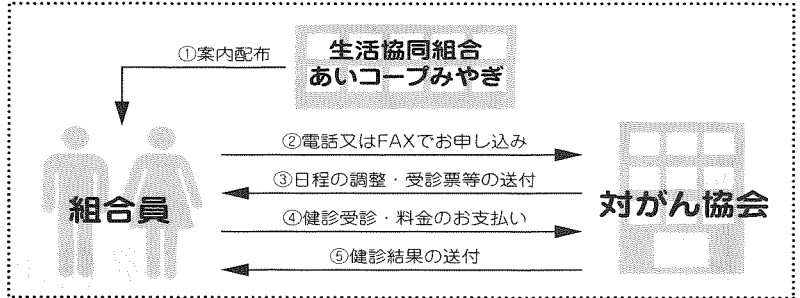 ①案内配布
生活協同組合
あいコープみやぎ
②電話又はFAXでお申し込み
③日程の調整・受診票等の送付
組合員
対がん協会
④健診受診・料金のお支払い
⑤健診結果の送付